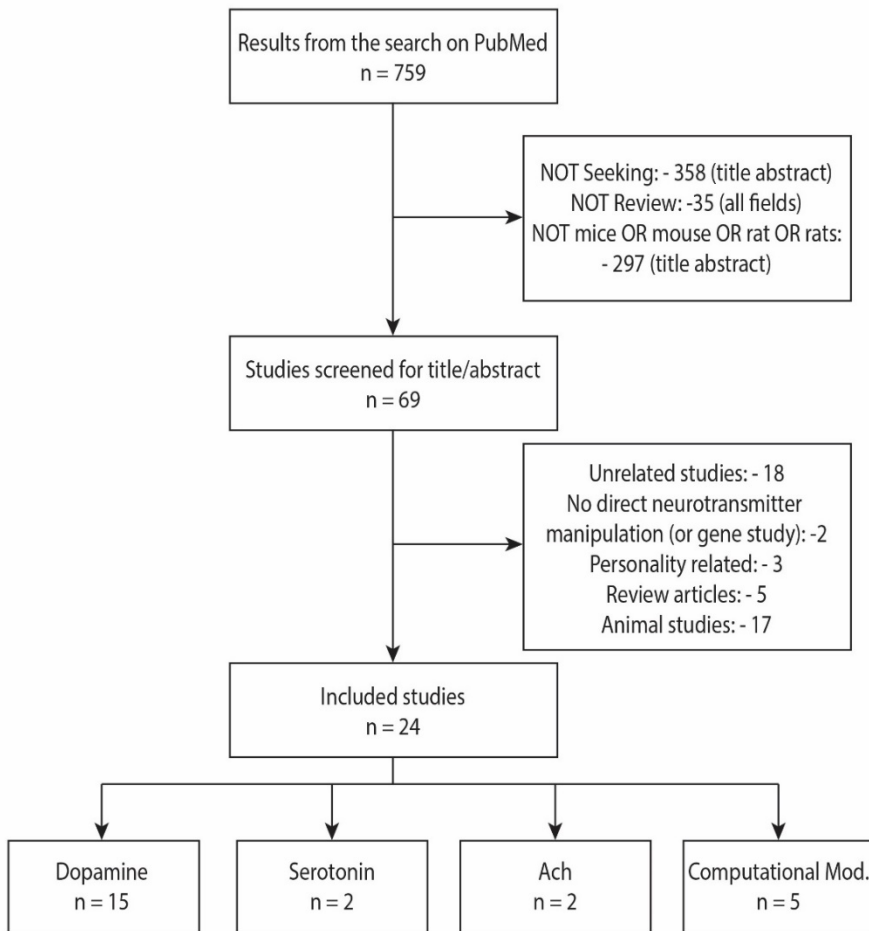 Results from the search on PubMed
n = 759
NOT Seeking: - 358 (title abstract)
NOT Review: -35 (all fields)
NOT mice OR mouse OR rat OR rats:
- 297 (title abstract)
Studies screened for title/abstract
n = 69
Unrelated studies: - 18
No direct neurotransmitter
manipulation (or gene study): -2
Personality related: - 3
Review articles: - 5
Animal studies: - 17
Included studies
n = 24
Dopamine
n = 15
Serotonin
n = 2
Ach
n = 2
Computational Mod.
n = 5